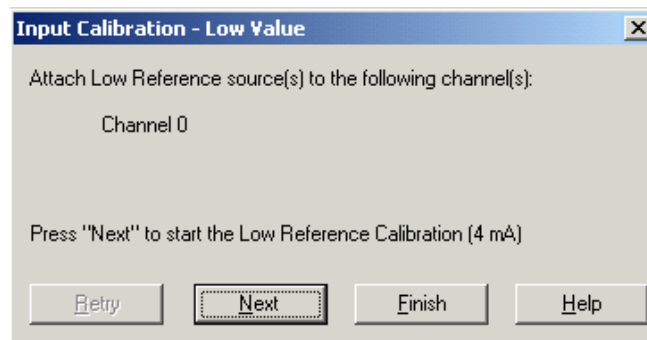 Input Calibration - Low Value
Attach Low Reference source(s) to the following channel(s):
Channel 0
Press "Next" to start the Low Reference Calibration (4 mA)
Retry Next Finish Help